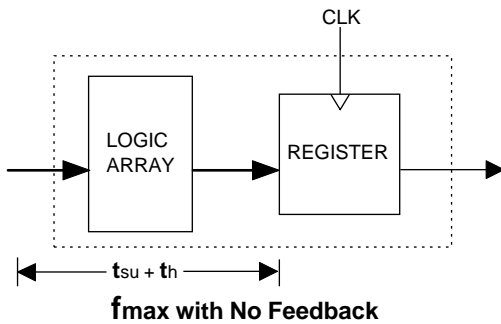 CLK
LOGIC
ARRAY
REGISTER
tsu + th
fmax with No Feedback